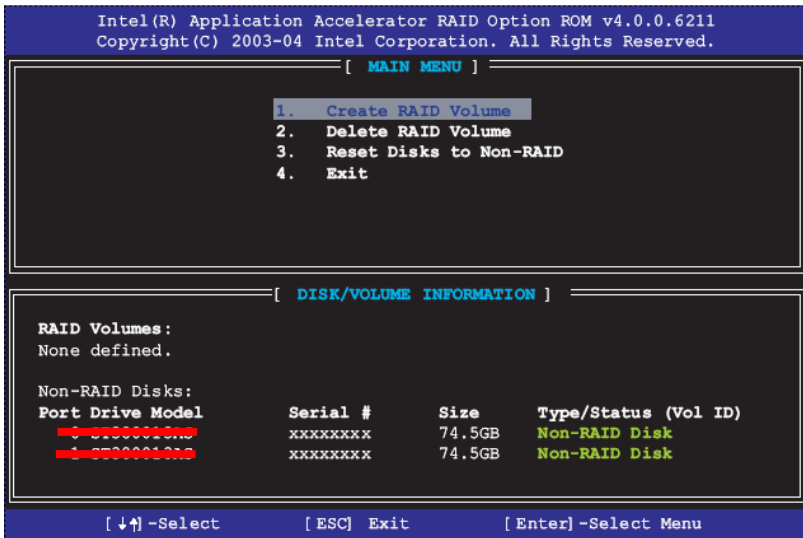 Intel(R) Application Accelerator RAID Option ROM v4.0.0.6211
Copyright(C) 2003-04 Intel Corporation. All Rights Reserved.
[ MAIN MENU ]
1. Create RAID Volume
2. Delete RAID Volume
3. Reset Disks to Non-RAID
4. Exit
[ DISK/VOLUME INFORMATION ]
RAID Volumes:
None defined.
Non-RAID Disks:
Port Drive Model Serial # Size Type/Status (Vol ID)
xxxxxxxx 74.5GB Non-RAID Disk
xxxxxxxx 74.5GB Non-RAID Disk
[↓↑]-Select [ESC] Exit [Enter]-Select Menu